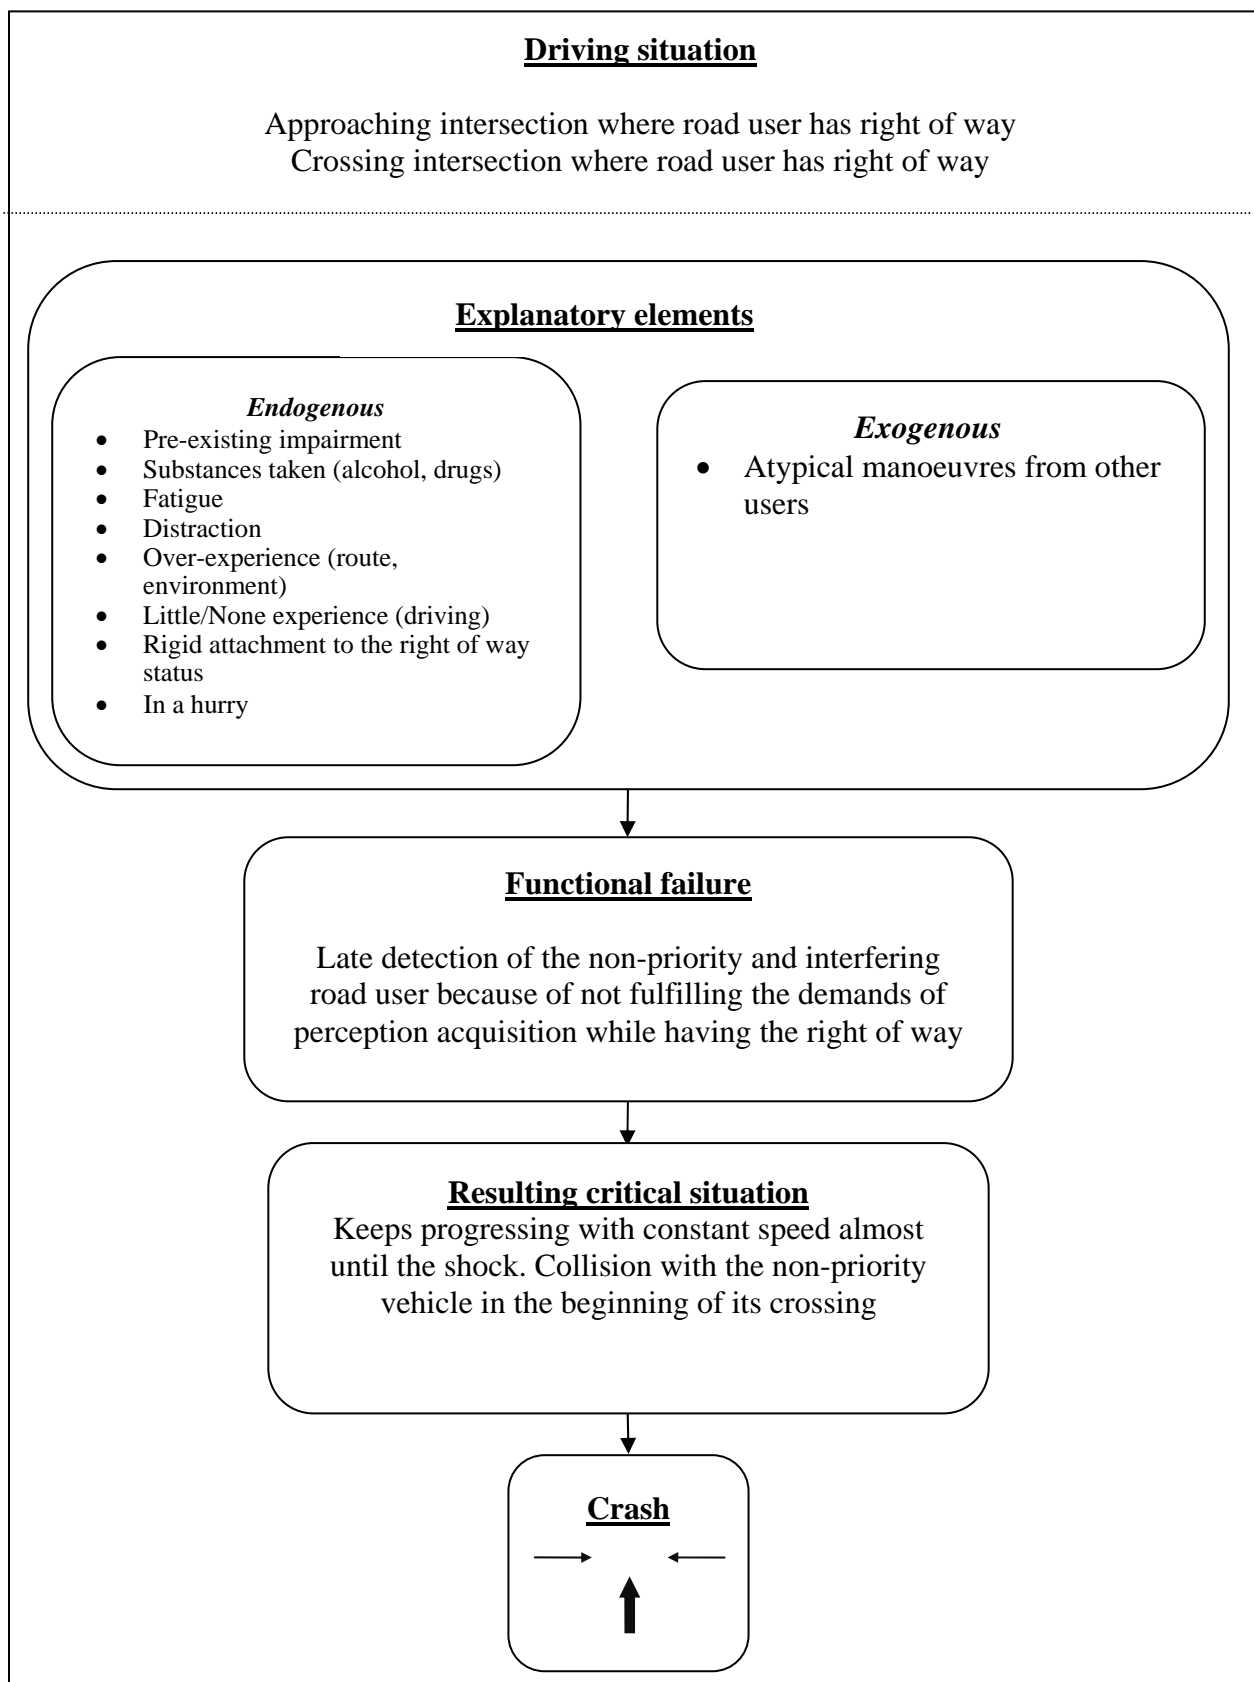 Driving situation
Approaching intersection where road user has right of way
Crossing intersection where road user has right of way
Explanatory elements
Endogenous
• Pre-existing impairment
• Substances taken (alcohol, drugs)
• Fatigue
• Distraction
• Over-experience (route,
environment)
• Little/None experience (driving)
• Rigid attachment to the right of way
status
• In a hurry
Exogenous
• Atypical manoeuvres from other
users
Functional failure
Late detection of the non-priority and interfering
road user because of not fulfilling the demands of
perception acquisition while having the right of way
Resulting critical situation
Keeps progressing with constant speed almost
until the shock. Collision with the non-priority
vehicle in the beginning of its crossing
Crash